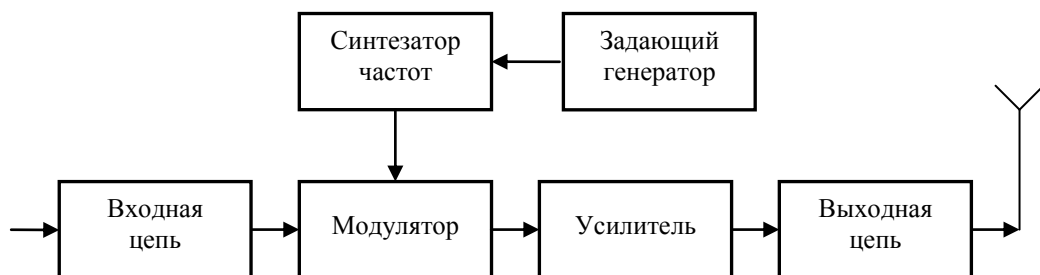 Синтезатор
частот
Задающий
генератор
Входная
цепь
Модулятор
Усилитель
Выходная
цепь